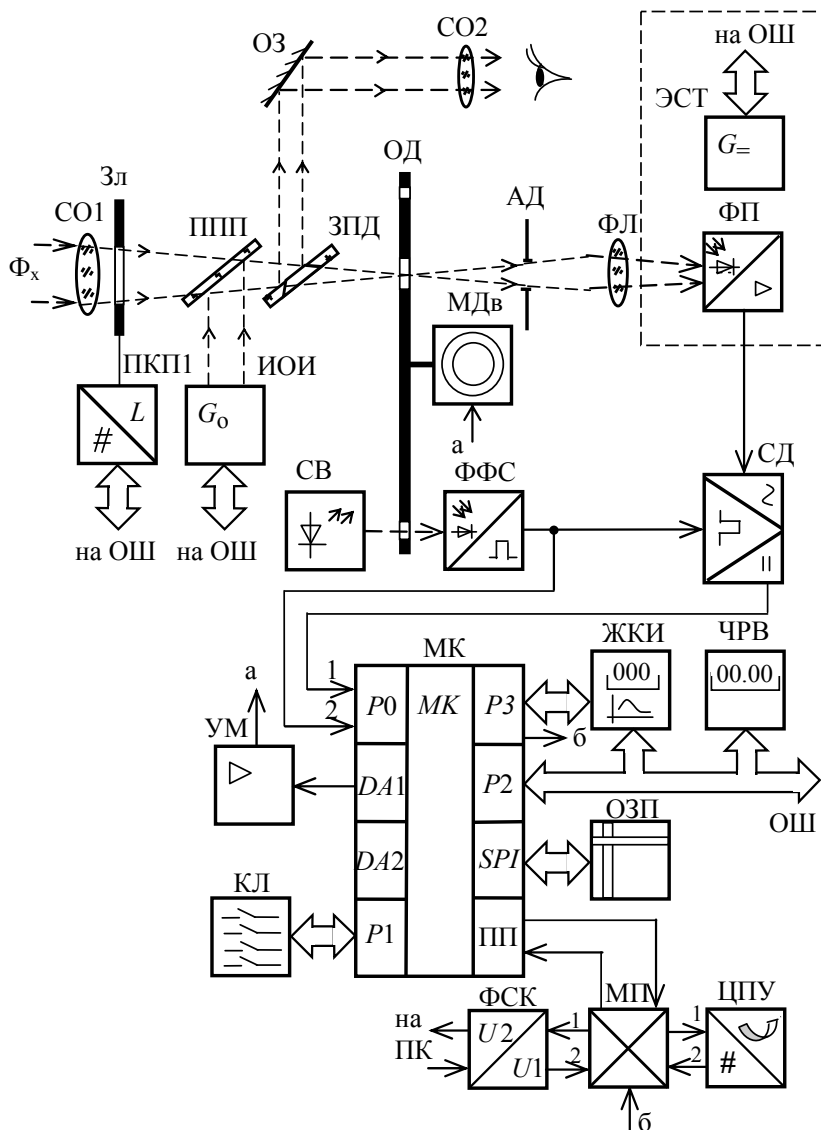 ОЗ
СО2
на ОШ
ЭСТ
G=
Зл
СО1
ППП
ЗПД
ОД
АД
ФЛ
ФП
Фх
ПКП1
ИОИ
МДв
L
#
Gо
а
на ОШ
на ОШ
СВ
ФФС
СД
МК
ЖКИ
ЧРВ
а
1
2
P0
MK
P3
000
00.00
б
УМ
DA1
P2
ОШ
DA2
SPI
ОЗП
КЛ
P1
ПП
ФСК
МП
ЦПУ
на
ПК
U2
U1
1
2
1
2
#
б